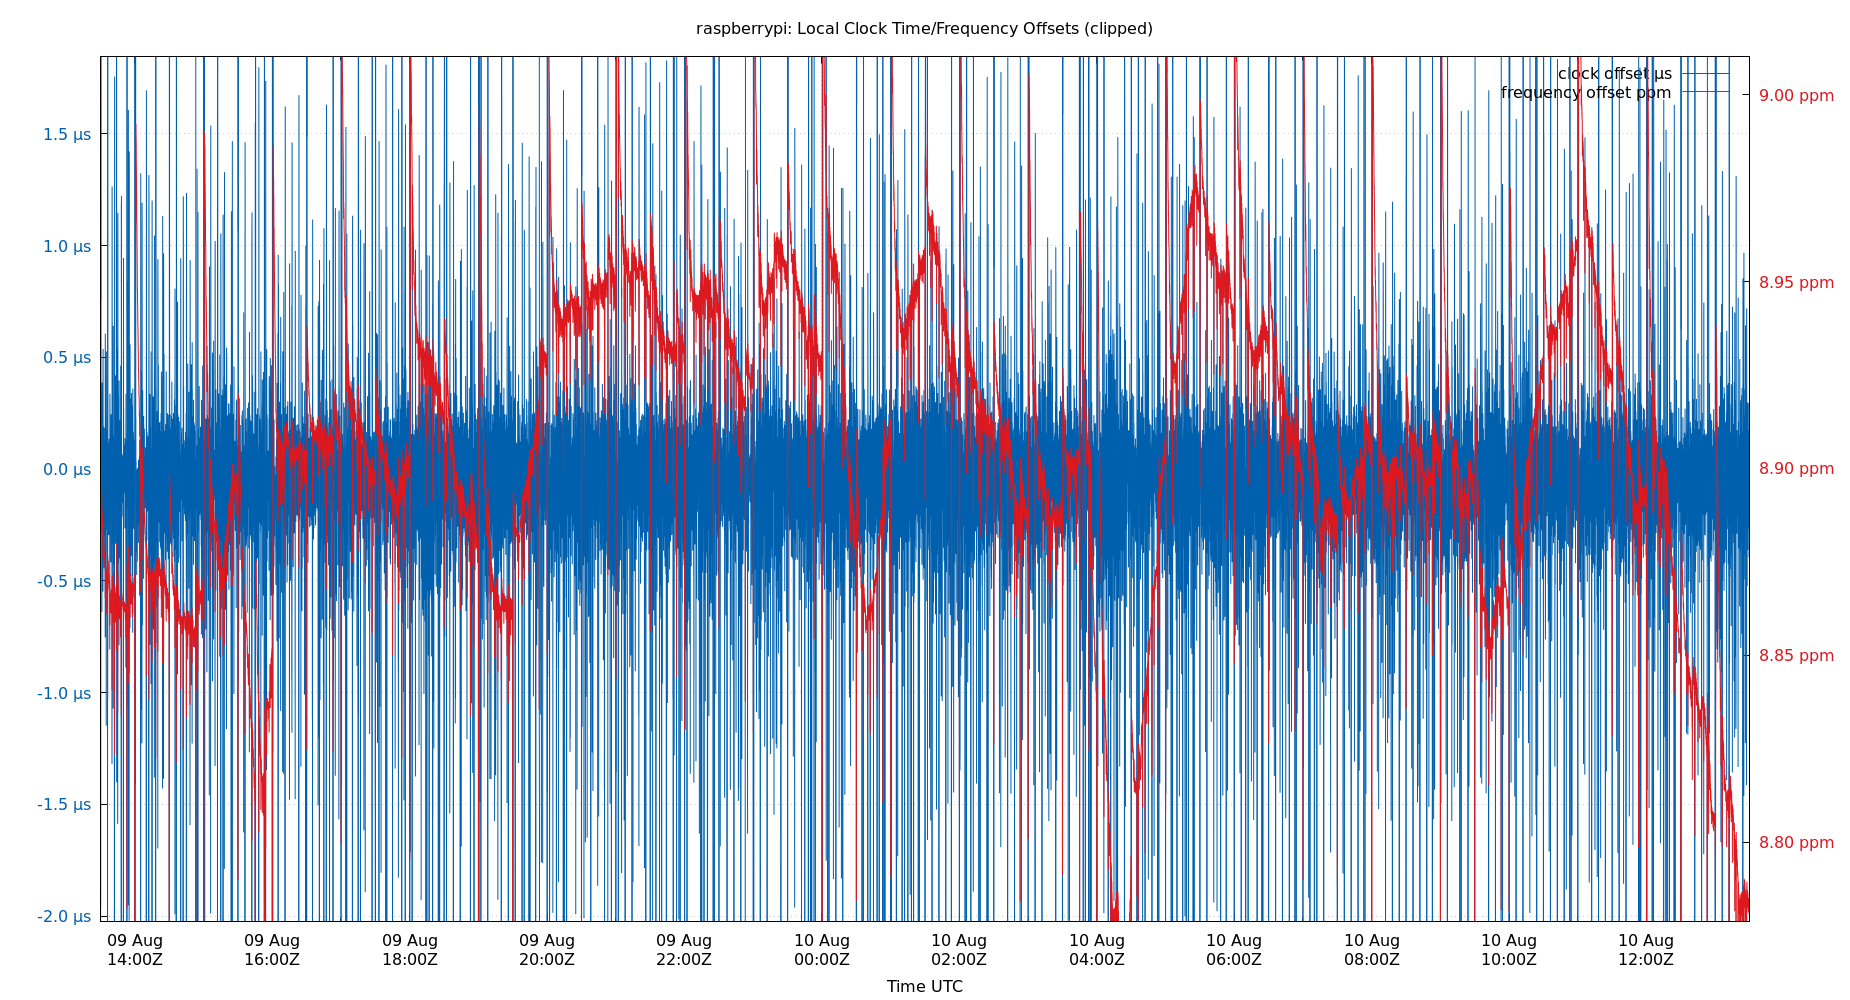 raspberrypi: Local Clock Time/Frequency Offsets (clipped)
clock offset µs
frequency offset ppm
1.5 µs
1.0 µs
0.5 µs
0.0 µs
-0.5 µs
-1.0 µs
-1.5 µs
-2.0 µs
9.00 ppm
8.95 ppm
8.90 ppm
8.85 ppm
8.80 ppm
09 Aug 09 Aug 09 Aug 09 Aug 09 Aug 10 Aug 10 Aug 10 Aug 10 Aug 10 Aug 10 Aug 10 Aug
14:00Z 16:00Z 18:00Z 20:00Z 22:00Z 00:00Z 02:00Z 04:00Z 06:00Z 08:00Z 10:00Z 12:00Z
Time UTC